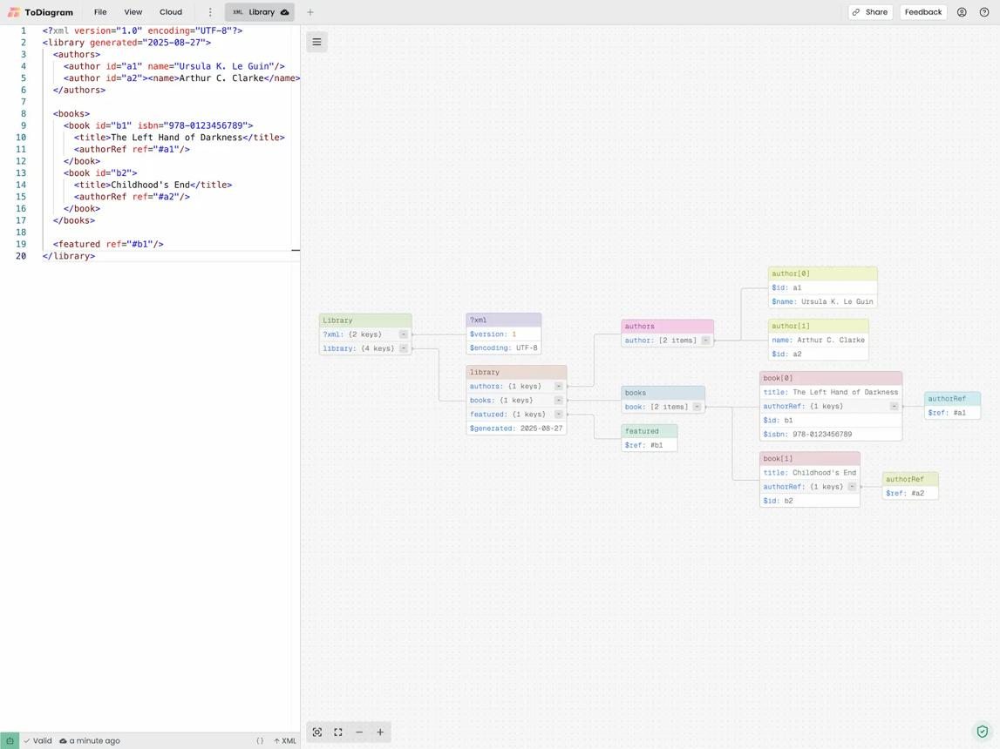 ToDiagram File View Cloud XML Library Share Feedback
1 <?xml version="1.0" encoding="UTF-8"?>
2 <library generated="2025-08-27">
3 <authors>
4 <author id="a1" name="Ursula K. Le Guin"/>
5 <author id="a2"><name>Arthur C. Clarke</name>
6 </authors>
7
8 <books>
9 <book id="b1" isbn="978-0123456789">
10 <title>The Left Hand of Darkness</title>
11 <authorRef ref="#a1"/>
12 </book>
13 <book id="b2">
14 <title>Childhood's End</title>
15 <authorRef ref="#a2"/>
16 </book>
17 </books>
18
19 <featured ref="#b1"/>
20 </library>
Library
?xml: {2 keys}
library: {4 keys}
?xml
$version: 1
$encoding: UTF-8
library
authors: {1 keys}
books: {1 keys}
featured: {1 keys}
$generated: 2025-08-27
authors
author: [2 items]
books
book: [2 items]
featured
$ref: #b1
author[0]
$id: a1
$name: Ursula K. Le Guin
author[1]
name: Arthur C. Clarke
$id: a2
book[0]
title: The Left Hand of Darkness
authorRef: {1 keys}
$id: b1
$isbn: 978-0123456789
authorRef
$ref: #a1
book[1]
title: Childhood's End
authorRef: {1 keys}
$id: b2
authorRef
$ref: #a2
Valid a minute ago {} XML